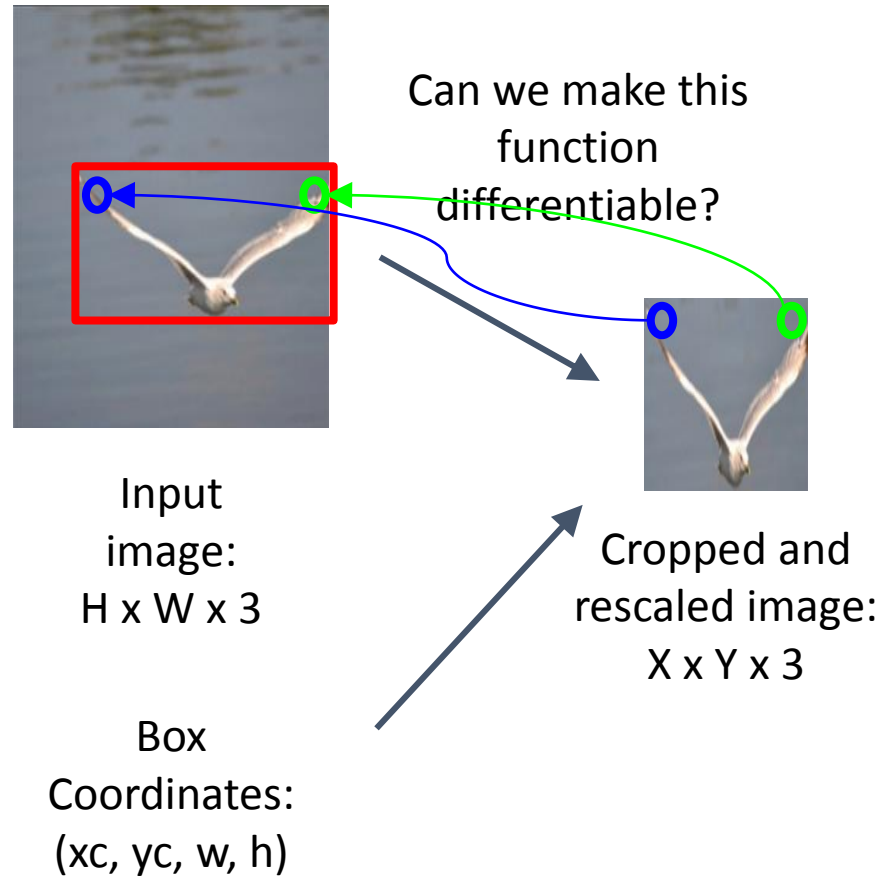 Can we make this
function
differentiable?
Input
image:
H x W x 3
Cropped and
rescaled image:
X x Y x 3
Box
Coordinates:
(xc, yc, w, h)